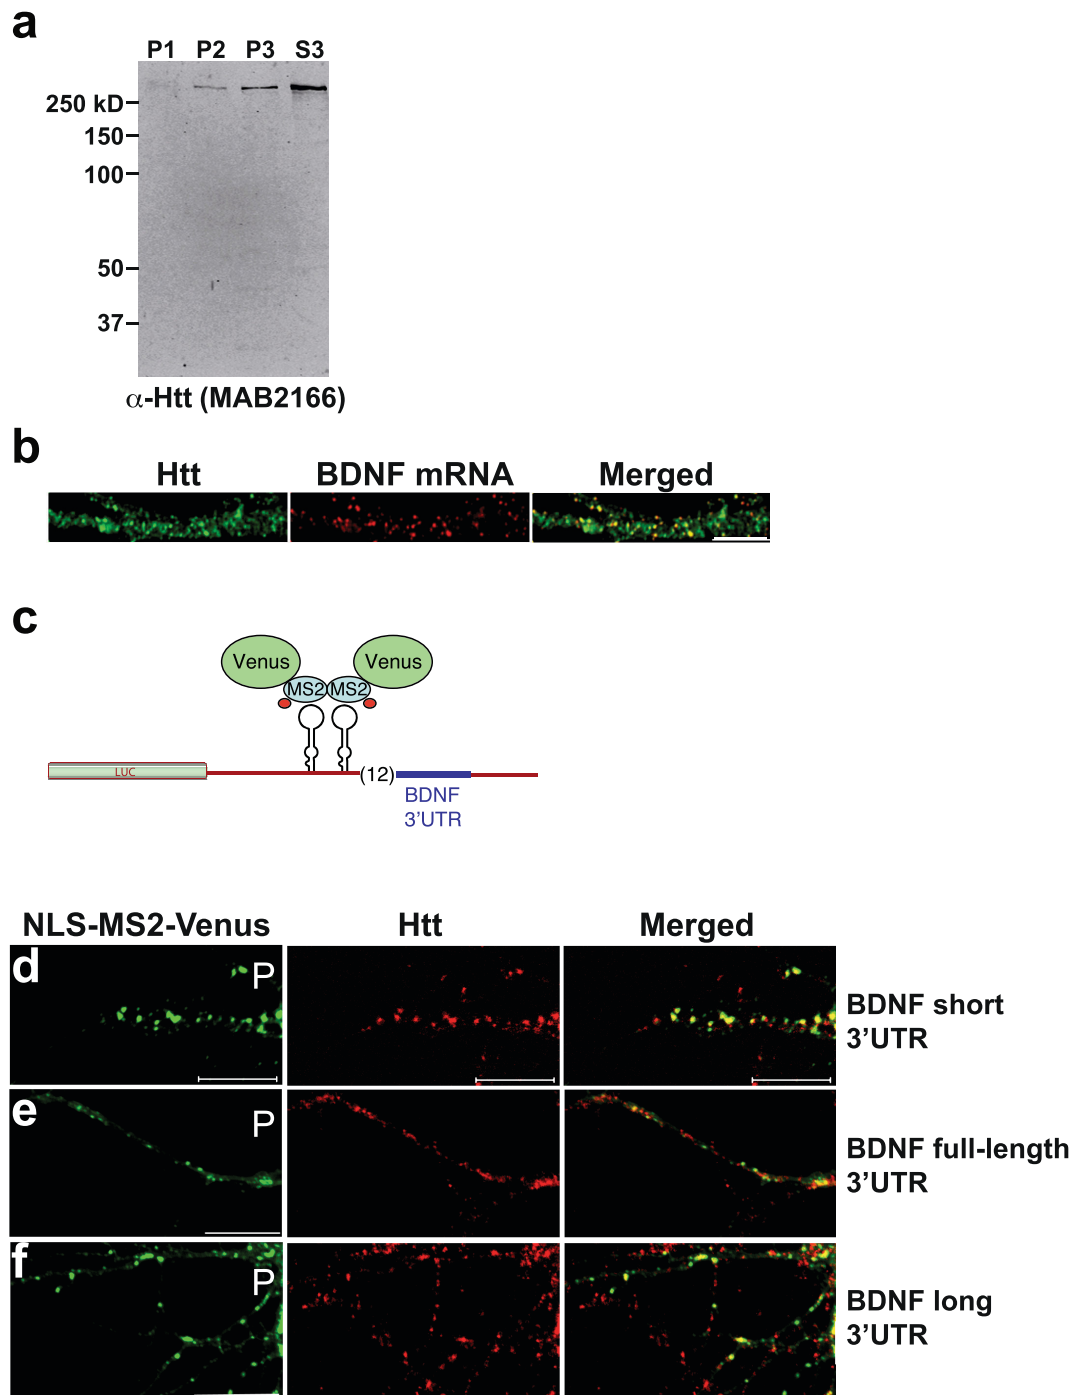 a
P1 P2 P3 S3
250 kD
150
100
50
37
α-Htt (MAB2166)
b
Htt BDNF mRNA Merged
c
Venus Venus
MS2 MS2
LUC
(12)
BDNF
3’UTR
NLS-MS2-Venus Htt Merged
d P
BDNF short
3’UTR
e P
BDNF full-length
3’UTR
f P
BDNF long
3’UTR